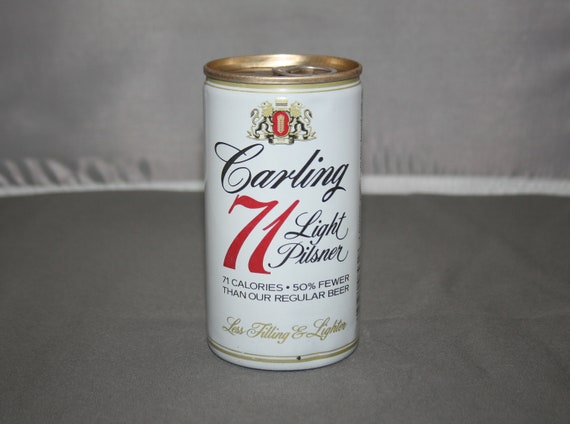 Carling
71 Light
Pilsner
71 CALORIES • 50% FEWER
THAN OUR REGULAR BEER
Less Filling & Lighter